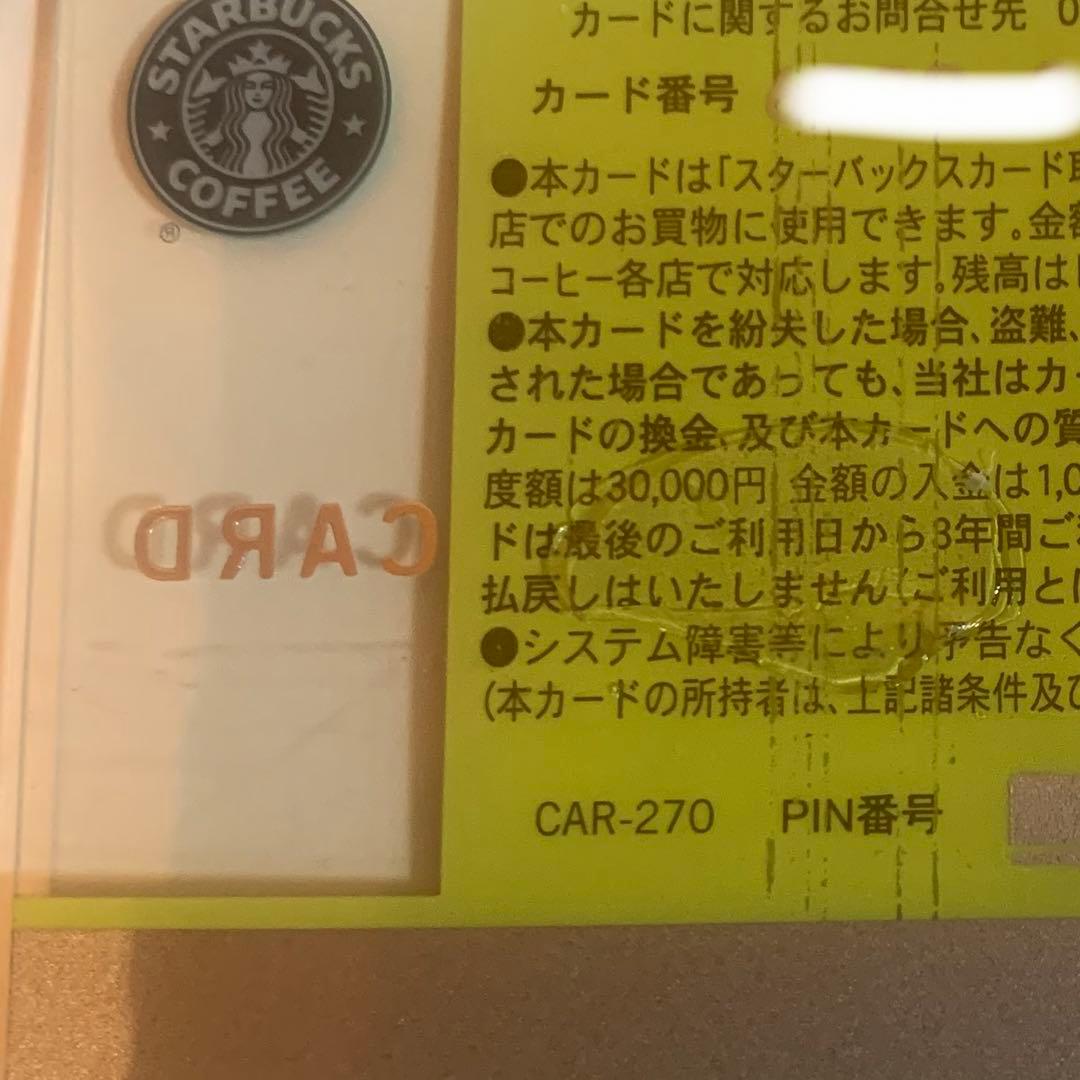 STARBUCKS
COFFEE
®
CARD
カードに関するお問合せ先 0
カード番号
●本カードは「スターバックスカード取
店でのお買物に使用できます。金額
コーヒー各店で対応します。残高は
●本カードを紛失した場合、盗難、
された場合であっても、当社はカー
カードの換金、及び本カードへの質
度額は30,000円 金額の入金は1,0
ドは最後のご利用日から3年間ご
払戻しはいたしません(ご利用とは
●システム障害等により予告なく
(本カードの所持者は、上記諸条件及び
CAR-270 PIN番号